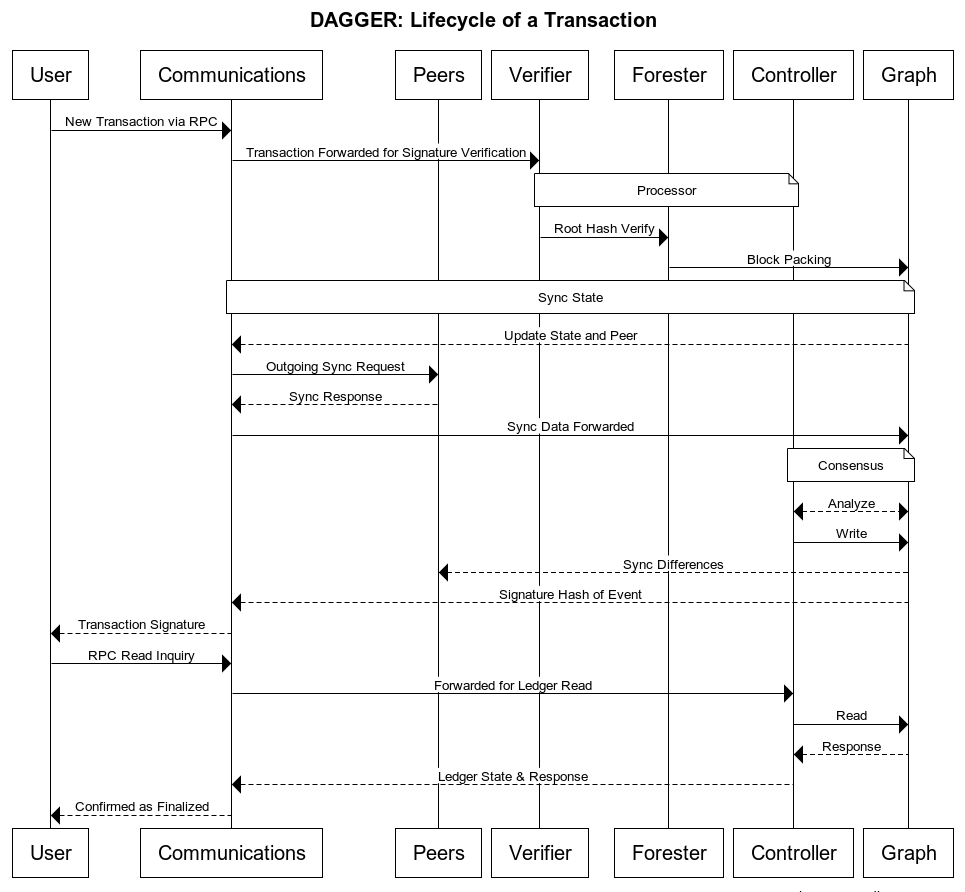 DAGGER: Lifecycle of a Transaction
User
Communications
Peers
Verifier
Forester
Controller
Graph
New Transaction via RPC
Transaction Forwarded for Signature Verification
Processor
Root Hash Verify
Block Packing
Sync State
Update State and Peer
Outgoing Sync Request
Sync Response
Sync Data Forwarded
Consensus
Analyze
Write
Sync Differences
Signature Hash of Event
Transaction Signature
RPC Read Inquiry
Forwarded for Ledger Read
Read
Response
Ledger State & Response
Confirmed as Finalized
User
Communications
Peers
Verifier
Forester
Controller
Graph